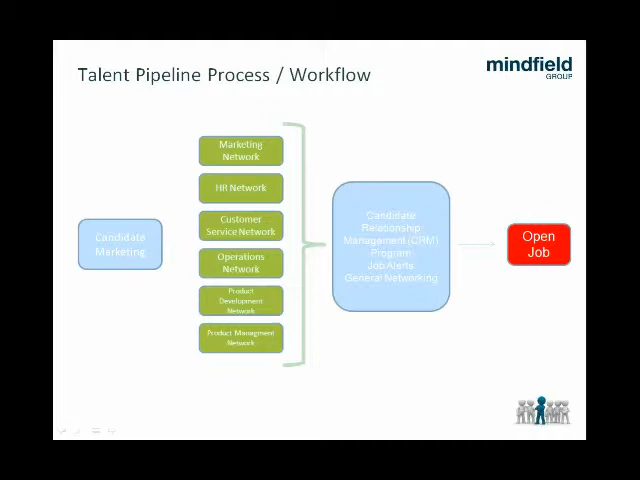 Talent Pipeline Process / Workflow
mindfield
GROUP
Candidate
Marketing
Marketing
Network
HR Network
Customer
Service Network
Operations
Network
Product
Development
Network
Product Managment
Network
Candidate
Relationship
Management (CRM)
Program
Job Alerts
General Networking
Open
Job